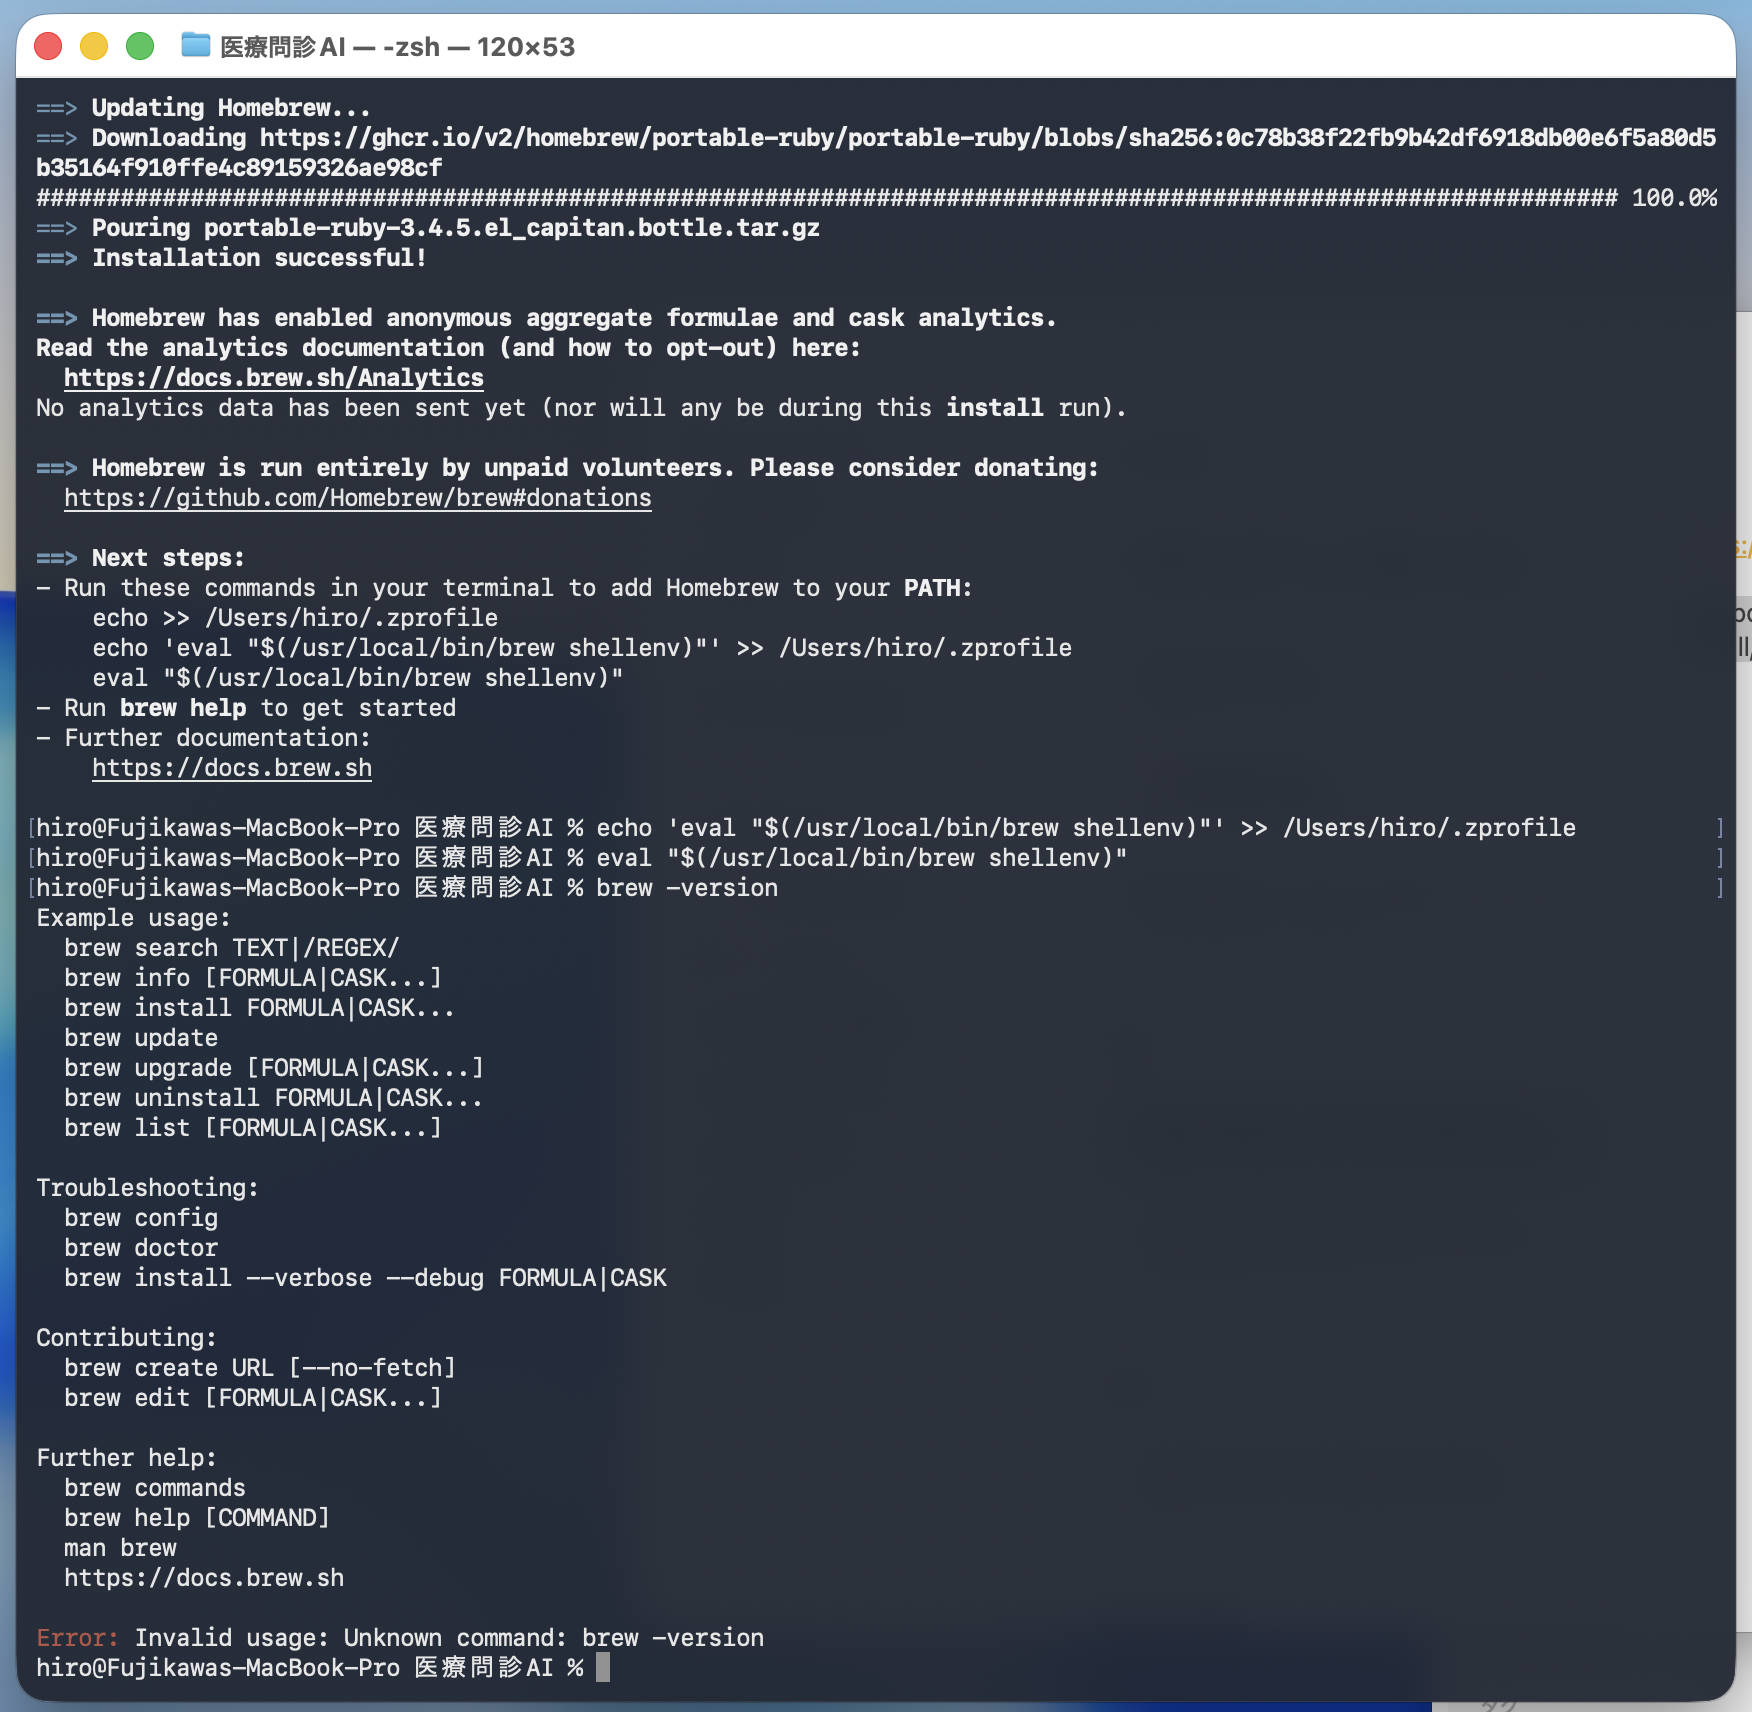 医療問診AI — -zsh — 120×53
==> Updating Homebrew...
==> Downloading https://ghcr.io/v2/homebrew/portable-ruby/portable-ruby/blobs/sha256:0c78b38f22fb9b42df6918db00e6f5a80d5
b35164f910ffe4c89159326ae98cf
################################################################################################################# 100.0%
==> Pouring portable-ruby-3.4.5.el_capitan.bottle.tar.gz
==> Installation successful!
==> Homebrew has enabled anonymous aggregate formulae and cask analytics.
Read the analytics documentation (and how to opt-out) here:
  https://docs.brew.sh/Analytics
No analytics data has been sent yet (nor will any be during this install run).
==> Homebrew is run entirely by unpaid volunteers. Please consider donating:
  https://github.com/Homebrew/brew#donations
==> Next steps:
- Run these commands in your terminal to add Homebrew to your PATH:
    echo >> /Users/hiro/.zprofile
    echo 'eval "$(/usr/local/bin/brew shellenv)"' >> /Users/hiro/.zprofile
    eval "$(/usr/local/bin/brew shellenv)"
- Run brew help to get started
- Further documentation:
    https://docs.brew.sh
[hiro@Fujikawas-MacBook-Pro 医療問診AI % echo 'eval "$(/usr/local/bin/brew shellenv)"' >> /Users/hiro/.zprofile ]
[hiro@Fujikawas-MacBook-Pro 医療問診AI % eval "$(/usr/local/bin/brew shellenv)" ]
[hiro@Fujikawas-MacBook-Pro 医療問診AI % brew -version ]
Example usage:
  brew search TEXT|/REGEX/
  brew info [FORMULA|CASK...]
  brew install FORMULA|CASK...
  brew update
  brew upgrade [FORMULA|CASK...]
  brew uninstall FORMULA|CASK...
  brew list [FORMULA|CASK...]
Troubleshooting:
  brew config
  brew doctor
  brew install --verbose --debug FORMULA|CASK
Contributing:
  brew create URL [--no-fetch]
  brew edit [FORMULA|CASK...]
Further help:
  brew commands
  brew help [COMMAND]
  man brew
  https://docs.brew.sh
Error: Invalid usage: Unknown command: brew -version
hiro@Fujikawas-MacBook-Pro 医療問診AI %